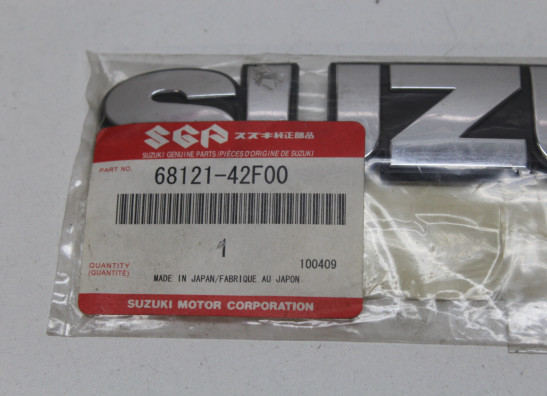 SUZU
SGP スズキ純正部品
SUZUKI GENUINE PARTS (PIÈCES D'ORIGINE DE SUZUKI)
PART NO.
68121-42F00
1
QUANTITY
(QUANTITÉ)
100409
MADE IN JAPAN/FABRIQUE AU JAPON
SUZUKI MOTOR CORPORATION